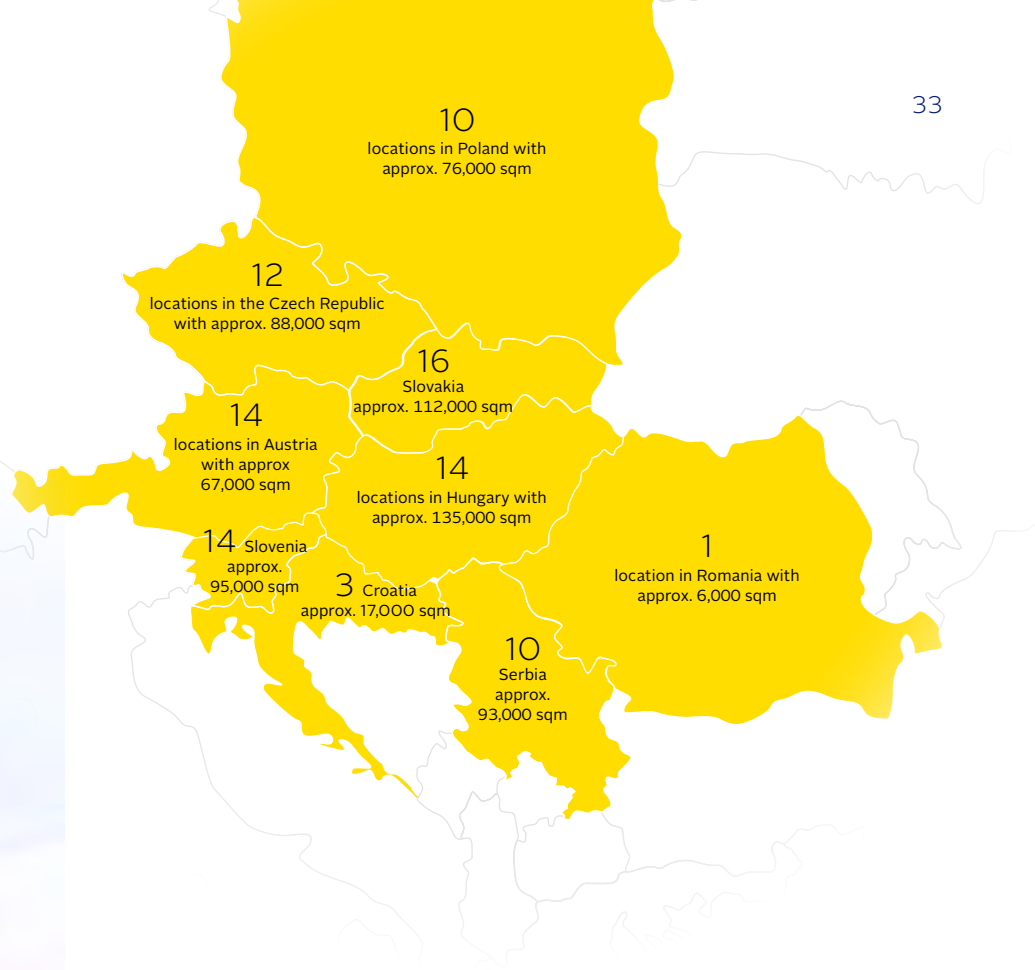 33
10
locations in Poland with
approx. 76,000 sqm
12
locations in the Czech Republic
with approx. 88,000 sqm
16
Slovakia
approx. 112,000 sqm
14
locations in Austria
with approx
67,000 sqm
14
locations in Hungary with
approx. 135,000 sqm
14 Slovenia
approx.
95,000 sqm
3 Croatia
approx. 17,000 sqm
1
location in Romania with
approx. 6,000 sqm
10
Serbia
approx.
93,000 sqm